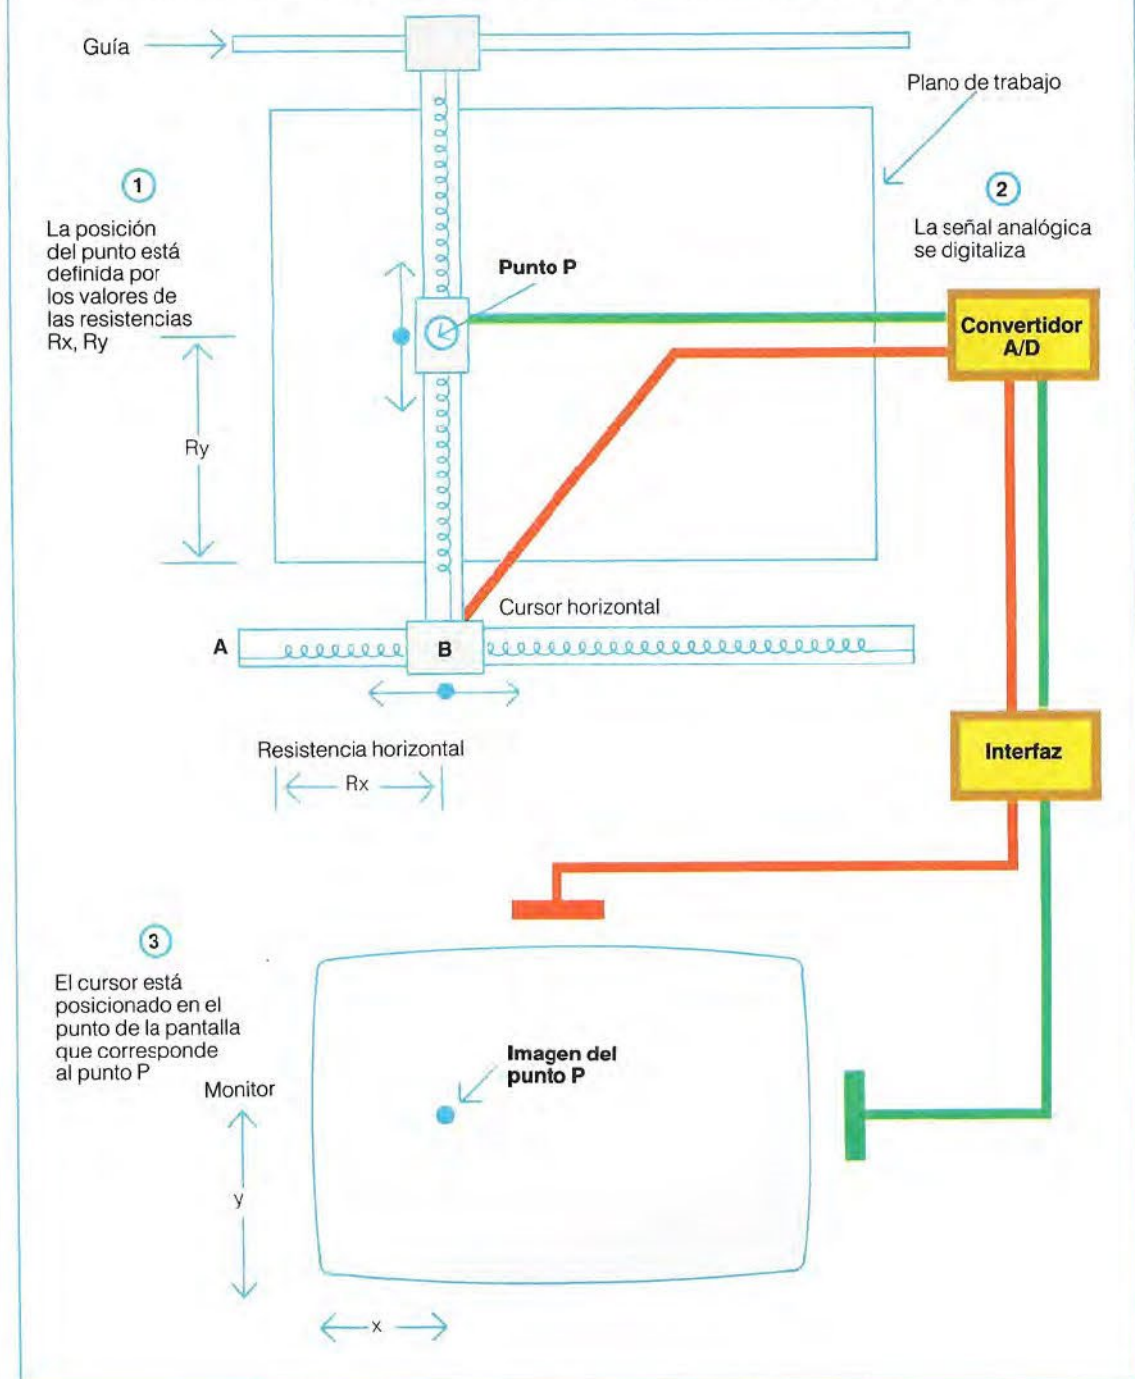 Guía
Plano de trabajo
1
La posición
del punto está
definida por
los valores de
las resistencias
Rx, Ry
2
La señal analógica
se digitaliza
Punto P
Convertidor
A/D
Ry
Cursor horizontal
A
B
Resistencia horizontal
Rx
Interfaz
3
El cursor está
posicionado en el
punto de la pantalla
que corresponde
al punto P
Monitor
Imagen del
punto P
y
x